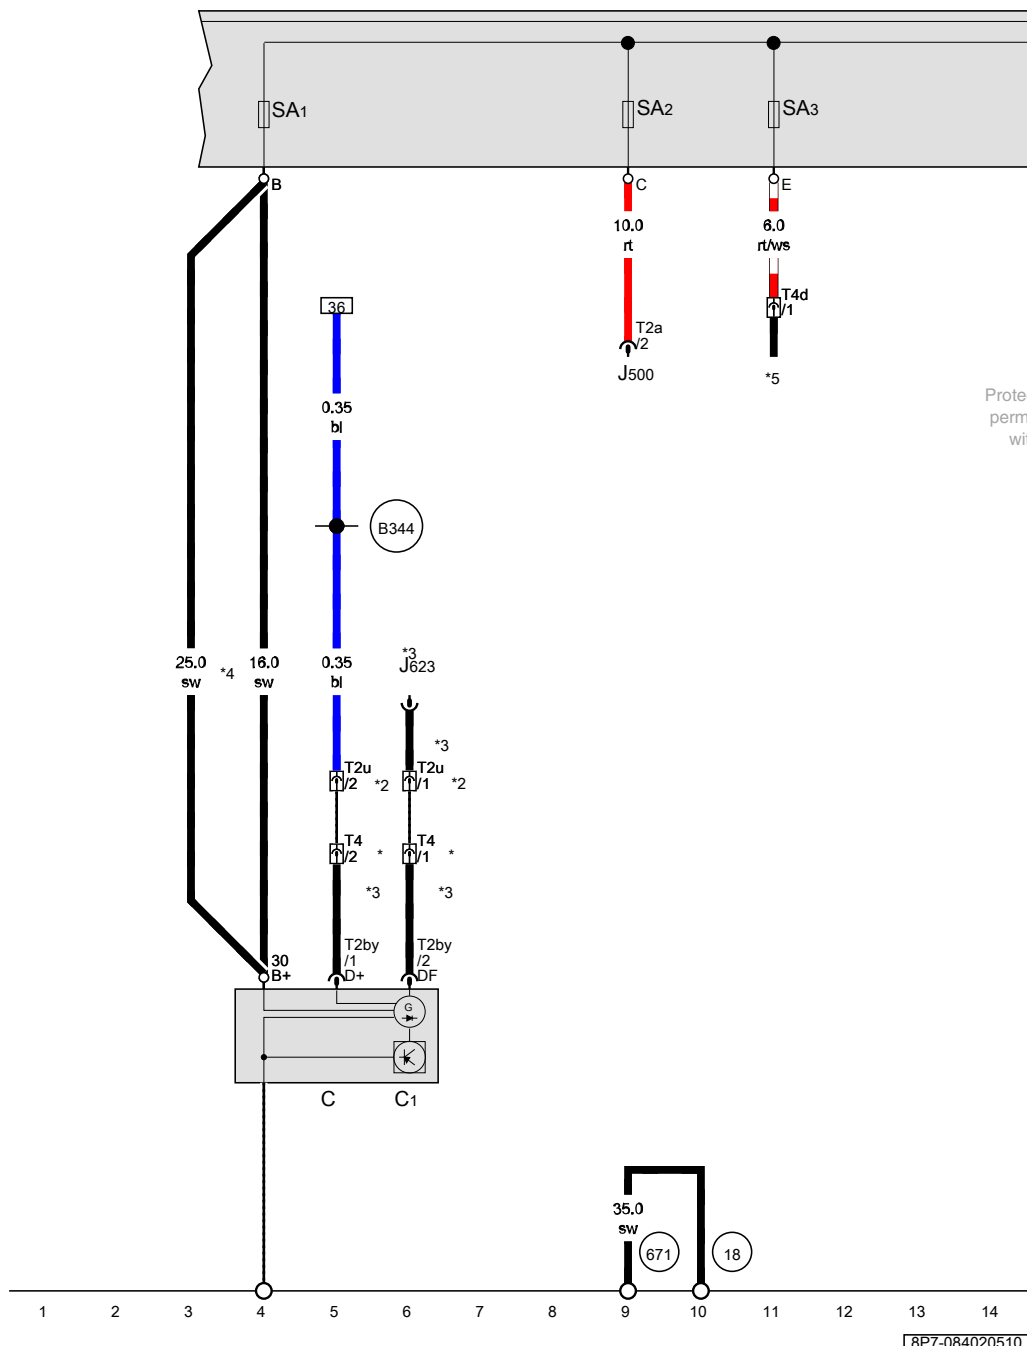 SA1
SA2
SA3
B
C
E
10.0
rt
6.0
rt/ws
36
T4d
/1
T2a
/2
J500
*5
Prote
perm
wi
0.35
bl
B344
25.0
sw
*4
16.0
sw
0.35
bl
*3
J623
*3
T2u
/2
*2
T2u
/1
*2
T4
/2
*
T4
/1
*
*3
*3
30
B+
T2by
/1
D+
T2by
/2
DF
G
C
C1
35.0
sw
671
18
1 2 3 4 5 6 7 8 9 10 11 12 13 14
8P7-084020510